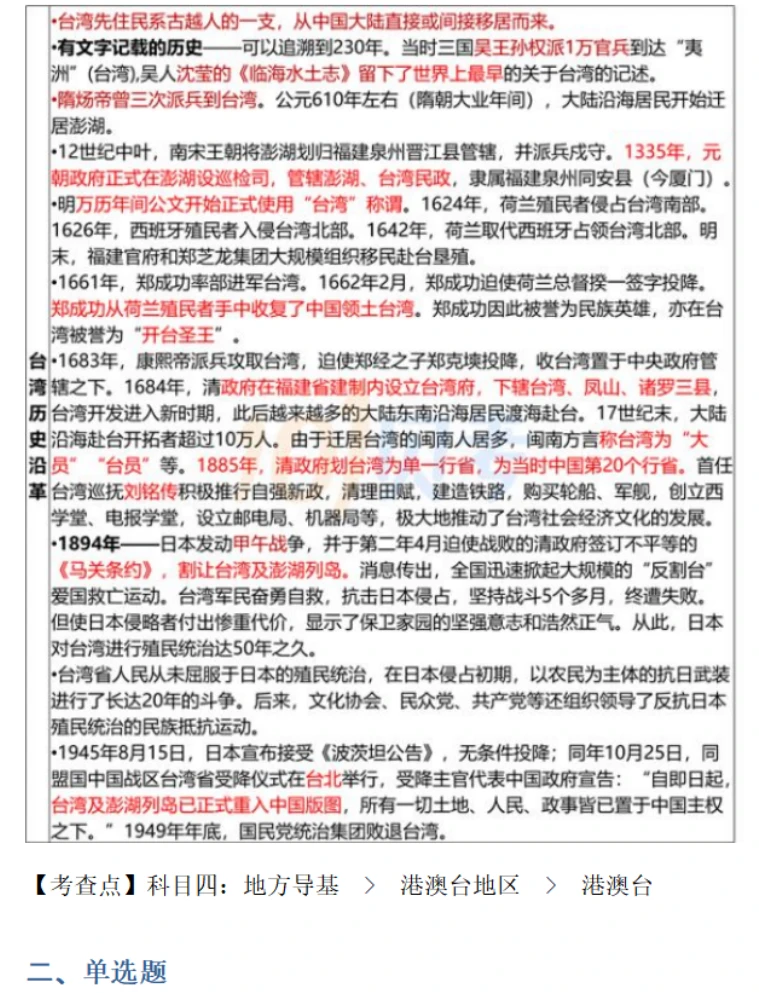 •台湾先住民系古越人的一支，从中国大陆直接或间接移居而来。
•有文字记载的历史——可以追溯到230年。当时三国吴王孙权派1万官兵到达“夷
洲”(台湾),吴人沈莹的《临海水土志》留下了世界上最早的关于台湾的记述。
•隋炀帝曾三次派兵到台湾。公元610年左右（隋朝大业年间），大陆沿海居民开始迁
居澎湖。
•12世纪中叶，南宋王朝将澎湖划归福建泉州晋江县管辖，并派兵戍守。1335年，元
朝政府正式在澎湖设巡检司，管辖澎湖、台湾民政，隶属福建泉州同安县（今厦门）。
•明万历年间公文开始正式使用“台湾”称谓。1624年，荷兰殖民者侵占台湾南部。
1626年，西班牙殖民者入侵台湾北部。1642年，荷兰取代西班牙占领台湾北部。明
末，福建官府和郑芝龙集团大规模组织移民赴台垦殖。
•1661年，郑成功率部进军台湾。1662年2月，郑成功迫使荷兰总督揆一签字投降。
郑成功从荷兰殖民者手中收复了中国领土台湾。郑成功因此被誉为民族英雄，亦在台
湾被誉为“开台圣王”。
台湾历史沿革
•1683年，康熙帝派兵攻取台湾，迫使郑经之子郑克塽投降，收台湾置于中央政府管
辖之下。1684年，清政府在福建省建制内设立台湾府，下辖台湾、凤山、诸罗三县，
台湾开发进入新时期，此后越来越多的大陆东南沿海居民渡海赴台。17世纪末，大陆
沿海赴台开拓者超过10万人。由于迁居台湾的闽南人居多，闽南方言称台湾为“大
员”“台员”等。1885年，清政府划台湾为单一行省，为当时中国第20个行省。首任
台湾巡抚刘铭传积极推行自强新政，清理田赋，建造铁路，购买轮船、军舰，创立西
学堂、电报学堂，设立邮电局、机器局等，极大地推动了台湾社会经济文化的发展。
•1894年——日本发动甲午战争，并于第二年4月迫使战败的清政府签订不平等的
《马关条约》，割让台湾及澎湖列岛。消息传出，全国迅速掀起大规模的“反割台”
爱国救亡运动。台湾军民奋勇自救，抗击日本侵占，坚持战斗5个多月，终遭失败。
但使日本侵略者付出惨重代价，显示了保卫家园的坚强意志和浩然正气。从此，日本
对台湾进行殖民统治达50年之久。
•台湾省人民从未屈服于日本的殖民统治，在日本侵占初期，以农民为主体的抗日武装
进行了长达20年的斗争。后来，文化协会、民众党、共产党等还组织领导了反抗日本
殖民统治的民族抵抗运动。
•1945年8月15日，日本宣布接受《波茨坦公告》，无条件投降；同年10月25日，同
盟国中国战区台湾省受降仪式在台北举行，受降主官代表中国政府宣告：“自即日起，
台湾及澎湖列岛已正式重入中国版图，所有一切土地、人民、政事皆已置于中国主权
之下。”1949年年底，国民党统治集团败退台湾。
【考查点】科目四：地方导基 > 港澳台地区 > 港澳台
二、单选题